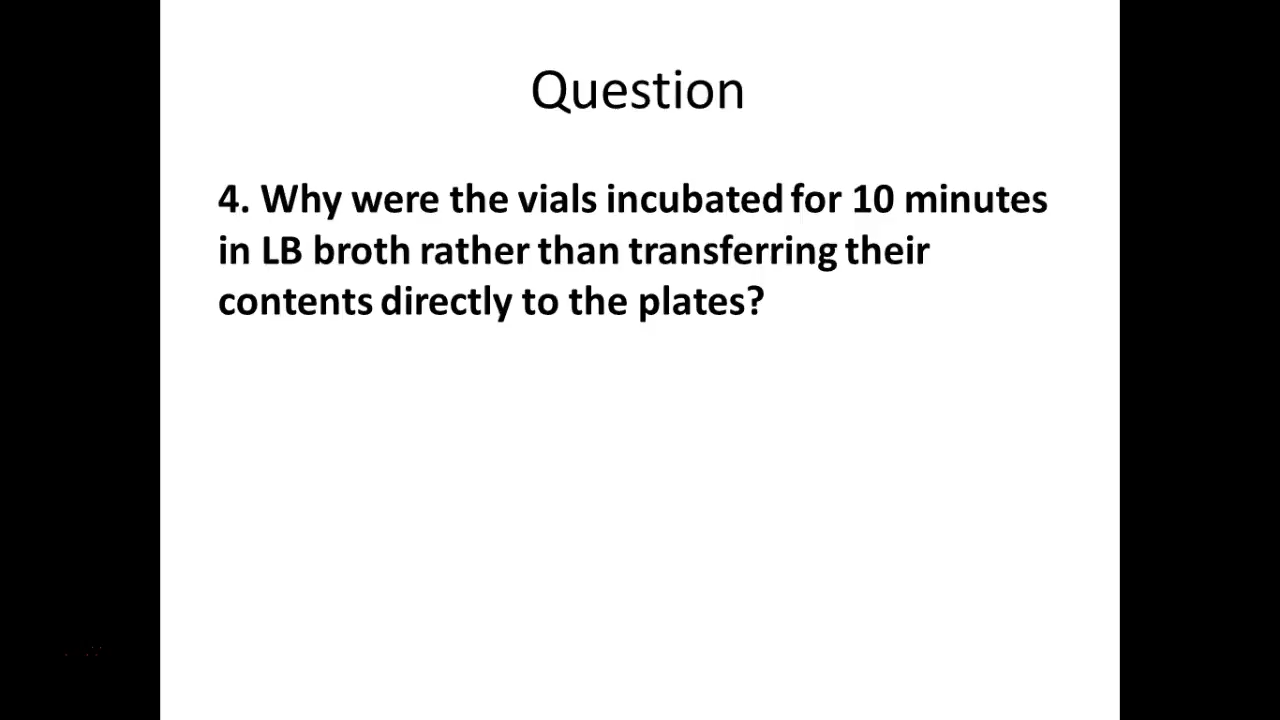 Question
4. Why were the vials incubated for 10 minutes
in LB broth rather than transferring their
contents directly to the plates?